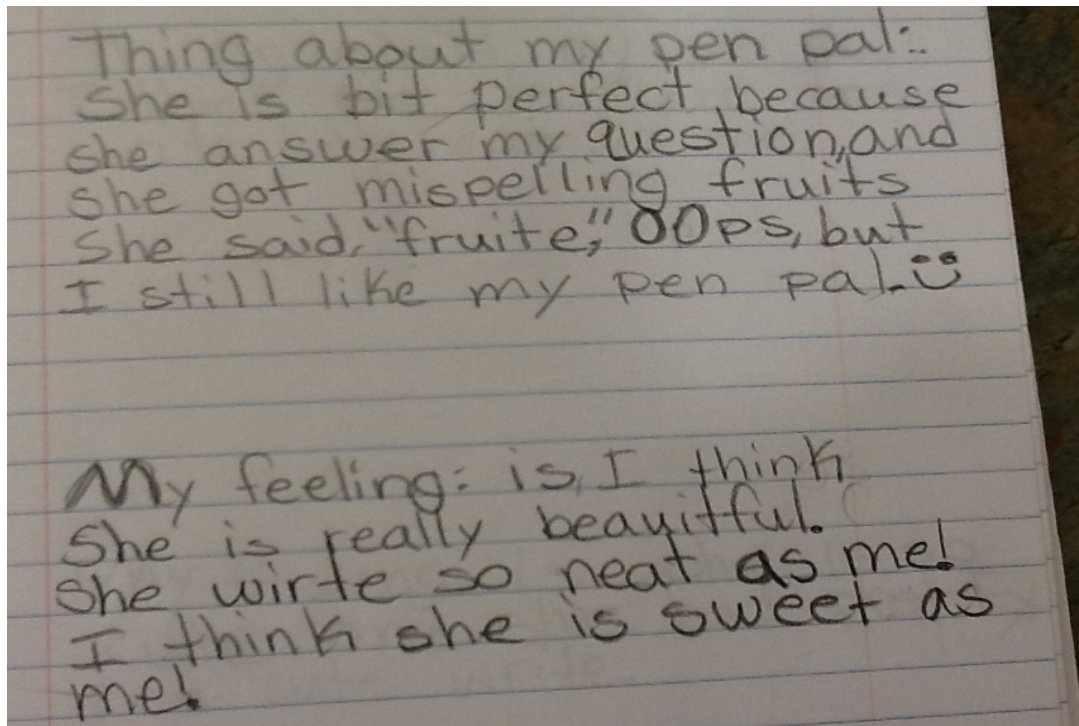 Thing about my pen pal:.
She is bit perfect, because
she answer my question, and
she got mispelling fruits
She said, "fruite," OOps, but
I still like my pen pal. :)
My feeling: is, I think
She is really beayitful.
She wirte so neat as me!
I think she is sweet as
me!